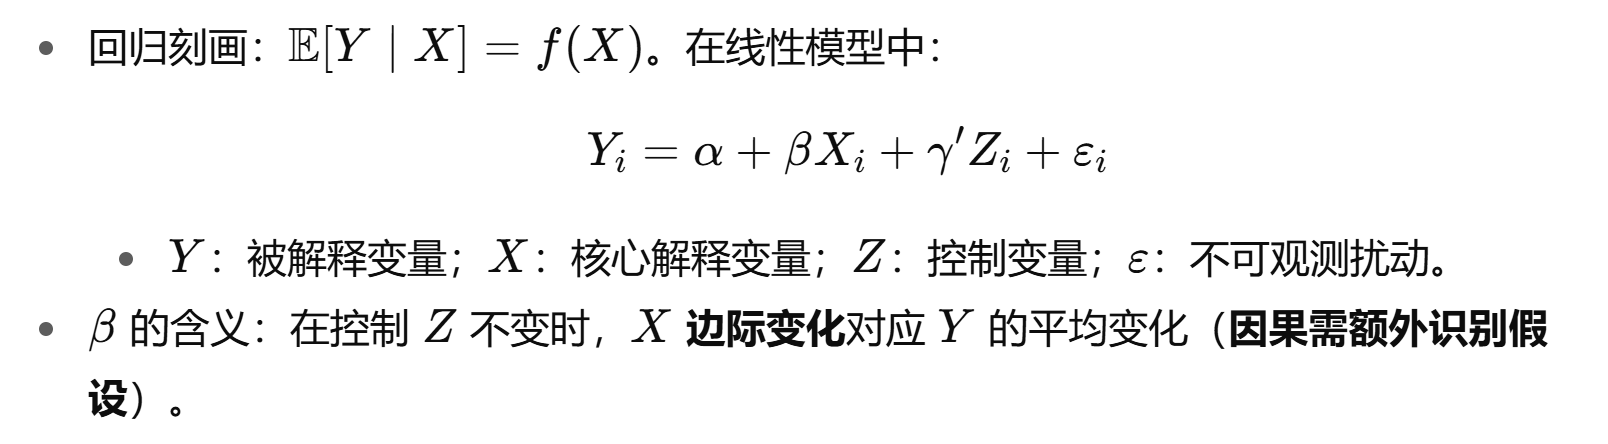 • 回归刻画：𝔼[Y | X] = f(X)。在线性模型中：
Yᵢ = α + βXᵢ + γ′Zᵢ + εᵢ
• Y：被解释变量；X：核心解释变量；Z：控制变量；ε：不可观测扰动。
• β 的含义：在控制 Z 不变时，X 边际变化对应 Y 的平均变化（因果需额外识别假
设）。